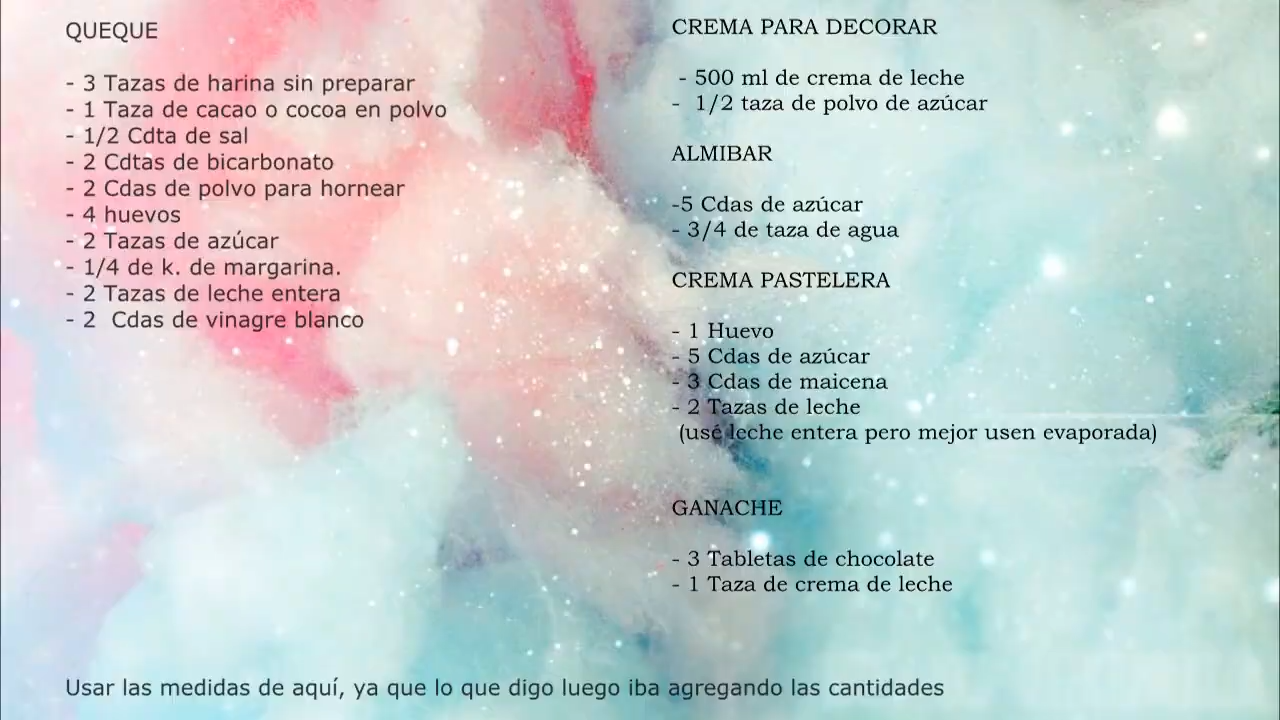 QUEQUE
- 3 Tazas de harina sin preparar
- 1 Taza de cacao o cocoa en polvo
- 1/2 Cdta de sal
- 2 Cdtas de bicarbonato
- 2 Cdas de polvo para hornear
- 4 huevos
- 2 Tazas de azúcar
- 1/4 de k. de margarina.
- 2 Tazas de leche entera
- 2 Cdas de vinagre blanco
CREMA PARA DECORAR
- 500 ml de crema de leche
- 1/2 taza de polvo de azúcar
ALMIBAR
-5 Cdas de azúcar
- 3/4 de taza de agua
CREMA PASTELERA
- 1 Huevo
- 5 Cdas de azúcar
- 3 Cdas de maicena
- 2 Tazas de leche
(usé leche entera pero mejor usen evaporada)
GANACHE
- 3 Tabletas de chocolate
- 1 Taza de crema de leche
Usar las medidas de aquí, ya que lo que digo luego iba agregando las cantidades